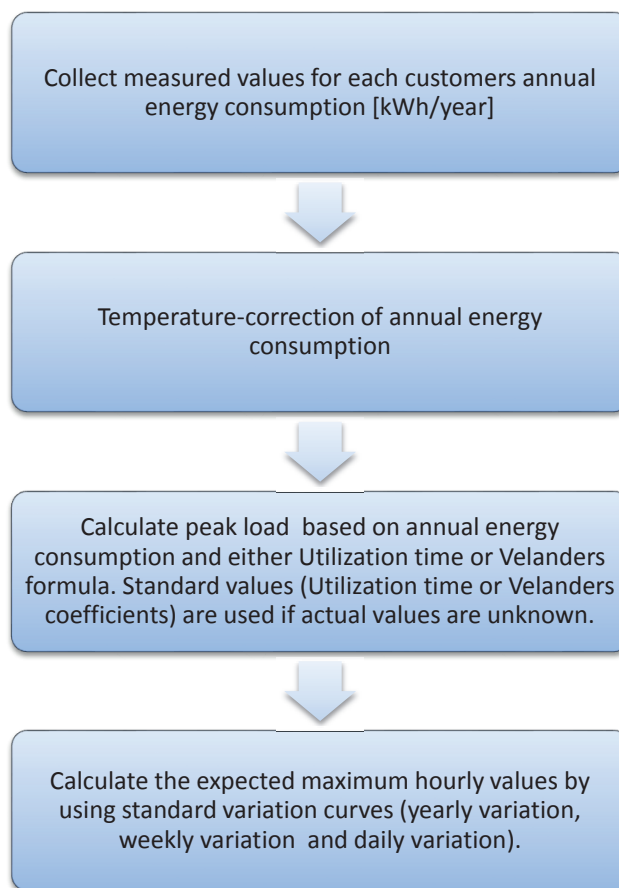 Collect measured values for each customers annual
energy consumption [kWh/year]
Temperature-correction of annual energy
consumption
Calculate peak load based on annual energy
consumption and either Utilization time or Velanders
formula. Standard values (Utilization time or Velanders
coefficients) are used if actual values are unknown.
Calculate the expected maximum hourly values by
using standard variation curves (yearly variation,
weekly variation and daily variation).